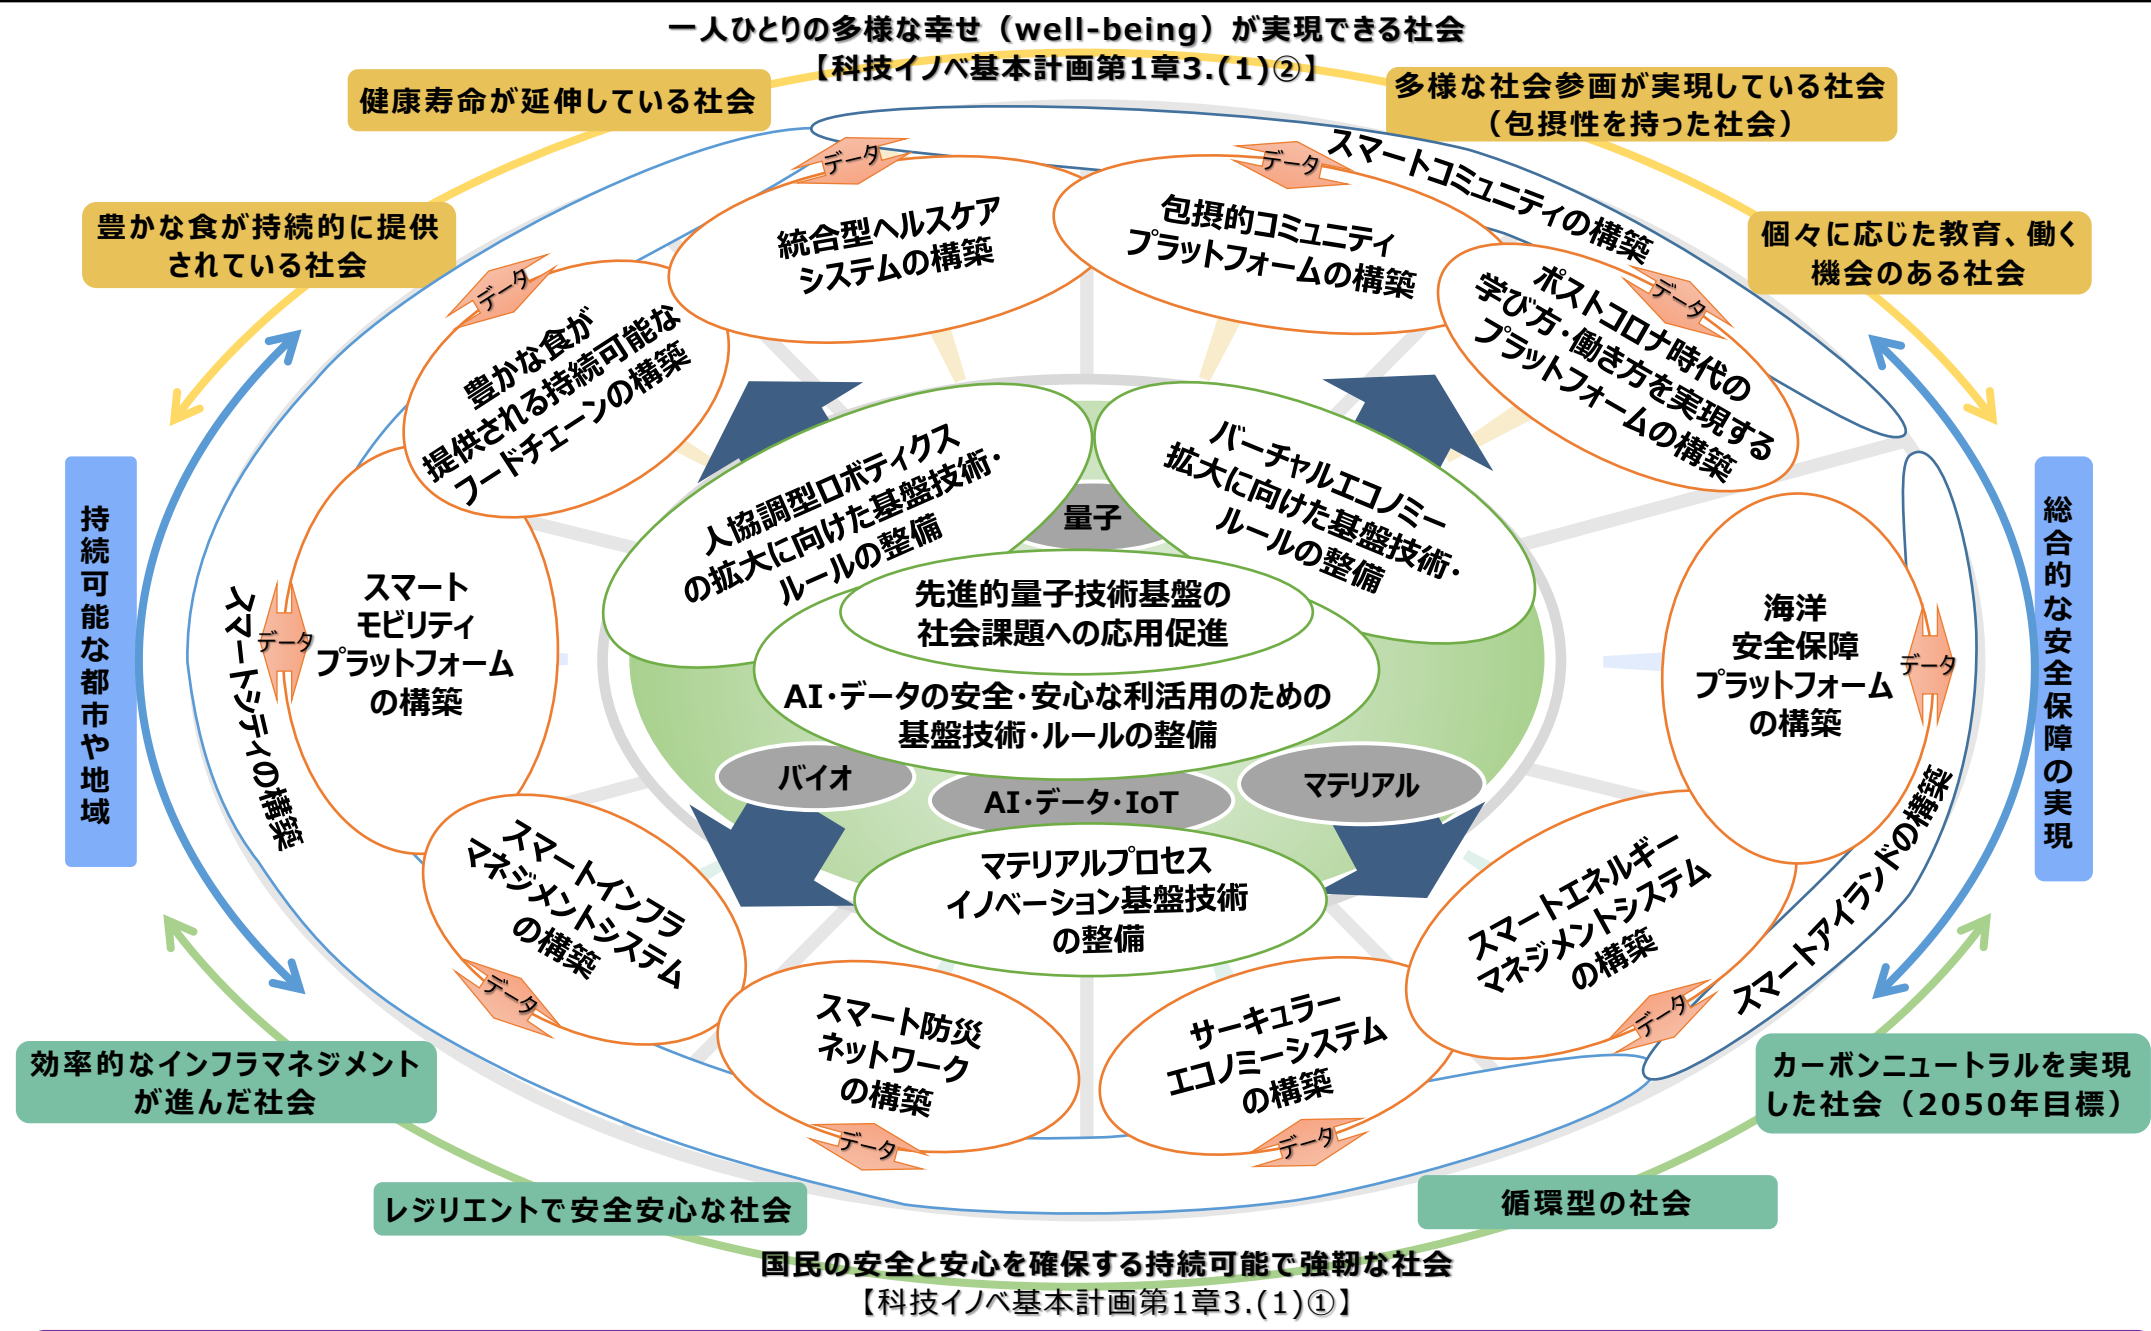 一人ひとりの多様な幸せ（well-being）が実現できる社会
【科技イノベ基本計画第1章3.(1)②】
健康寿命が延伸している社会
多様な社会参画が実現している社会
（包摂性を持った社会）
豊かな食が持続的に提供
されている社会
個々に応じた教育、働く
機会のある社会
スマートコミュニティの構築
データ
統合型ヘルスケア
システムの構築
データ
包摂的コミュニティ
プラットフォームの構築
データ
ポストコロナ時代の
学び方・働き方を実現する
プラットフォームの構築
データ
豊かな食が
提供される持続可能な
フードチェーンの構築
人協調型ロボティクス
の拡大に向けた基盤技術・
ルールの整備
バーチャルエコノミー
拡大に向けた基盤技術・
ルールの整備
量子
先進的量子技術基盤の
社会課題への応用促進
AI・データの安全・安心な利活用のための
基盤技術・ルールの整備
バイオ
AI・データ・IoT
マテリアル
マテリアルプロセス
イノベーション基盤技術
の整備
持続可能な都市や地域
スマートシティの構築
データ
スマート
モビリティ
プラットフォーム
の構築
海洋
安全保障
プラットフォーム
の構築
データ
総合的な安全保障の実現
スマートアイランドの構築
スマートインフラ
マネジメントシステム
の構築
データ
スマート防災
ネットワーク
の構築
データ
サーキュラー
エコノミーシステム
の構築
データ
スマートエネルギー
マネジメントシステム
の構築
データ
効率的なインフラマネジメント
が進んだ社会
カーボンニュートラルを実現
した社会（2050年目標）
レジリエントで安全安心な社会
循環型の社会
国民の安全と安心を確保する持続可能で強靭な社会
【科技イノベ基本計画第1章3.(1)①】